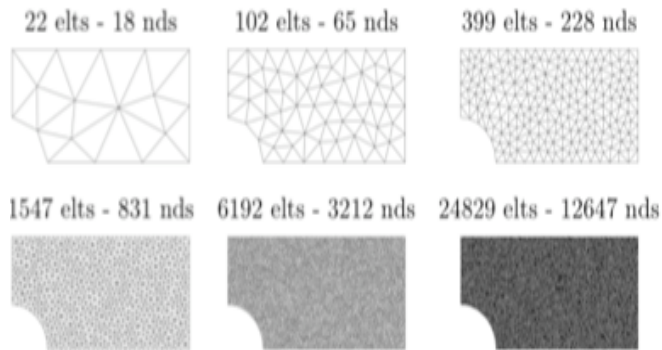 22 elts - 18 nds
102 elts - 65 nds
399 elts - 228 nds
1547 elts - 831 nds
6192 elts - 3212 nds
24829 elts - 12647 nds